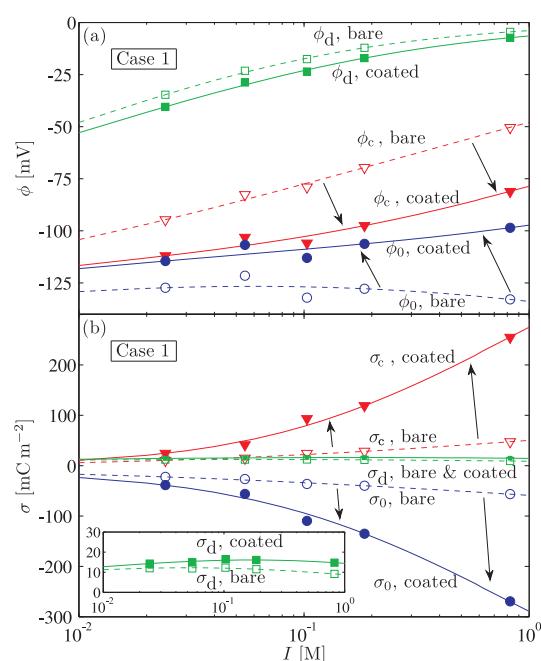 (a)
Case 1
ϕd, bare
ϕd, coated
ϕc, bare
ϕc, coated
ϕ0, coated
ϕ0, bare
0
-25
-50
-75
-100
-125
ϕ [mV]
(b)
Case 1
σc, coated
σc, bare
σd, bare & coated
σ0, bare
σ0, coated
200
100
0
-100
-200
-300
σ [mC m⁻²]
30
20
10
0
σd, coated
σd, bare
10⁻² 10⁻¹ 10⁰
10⁻² 10⁻¹ 10⁰
I [M]